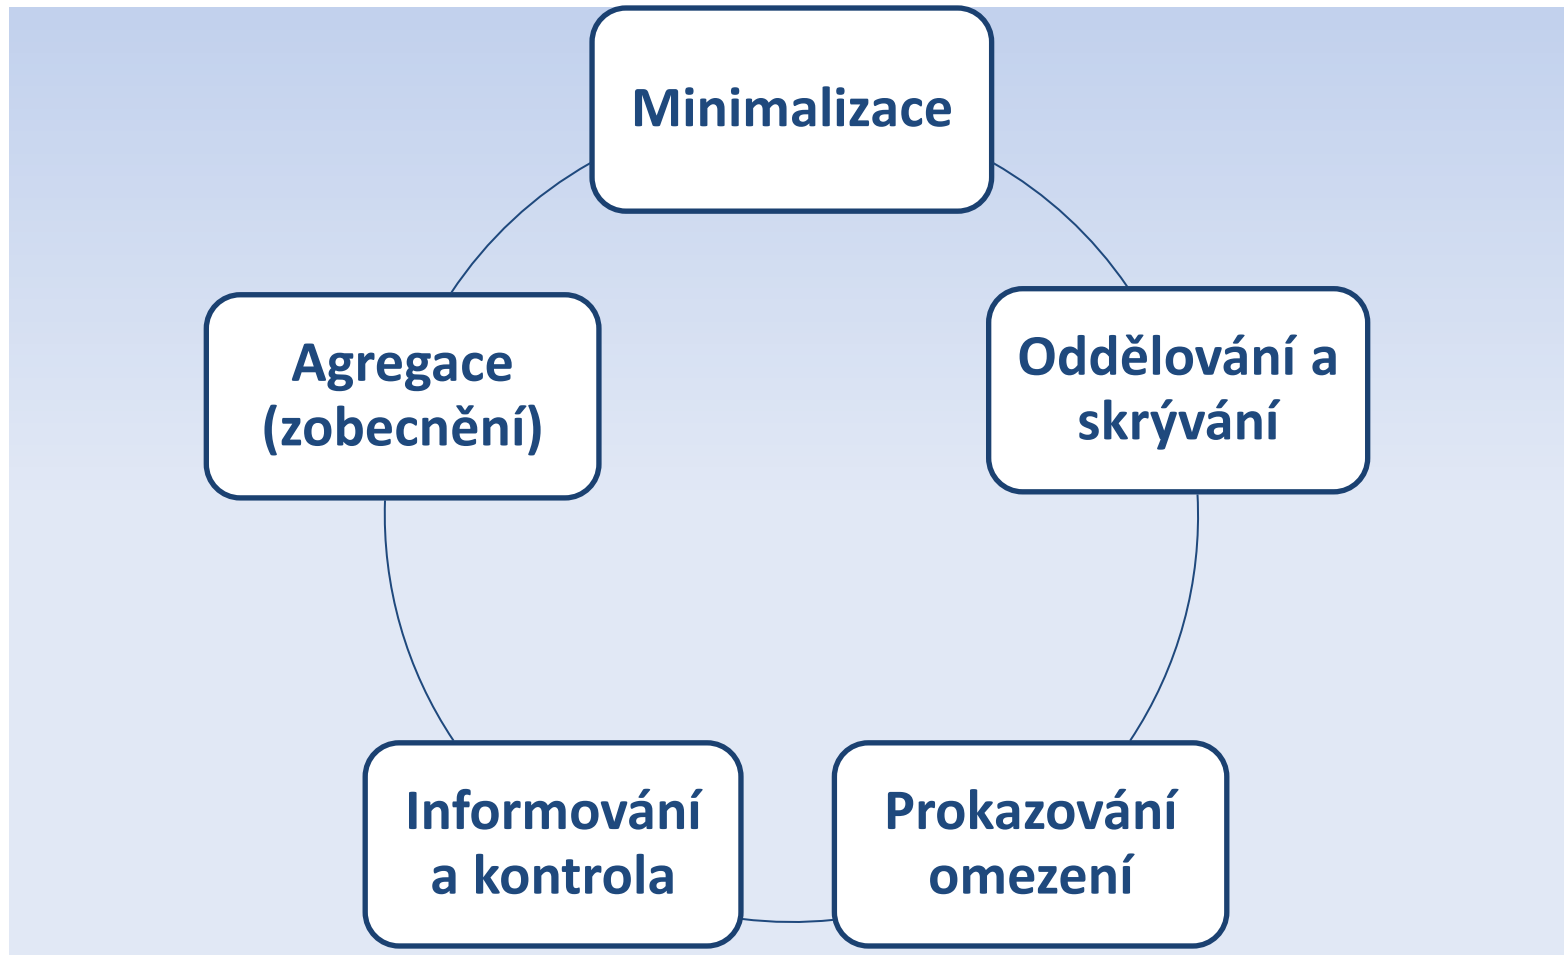 Minimalizace
Oddělování a
skrývání
Prokazování
omezení
Informování
a kontrola
Agregace
(zobecnění)